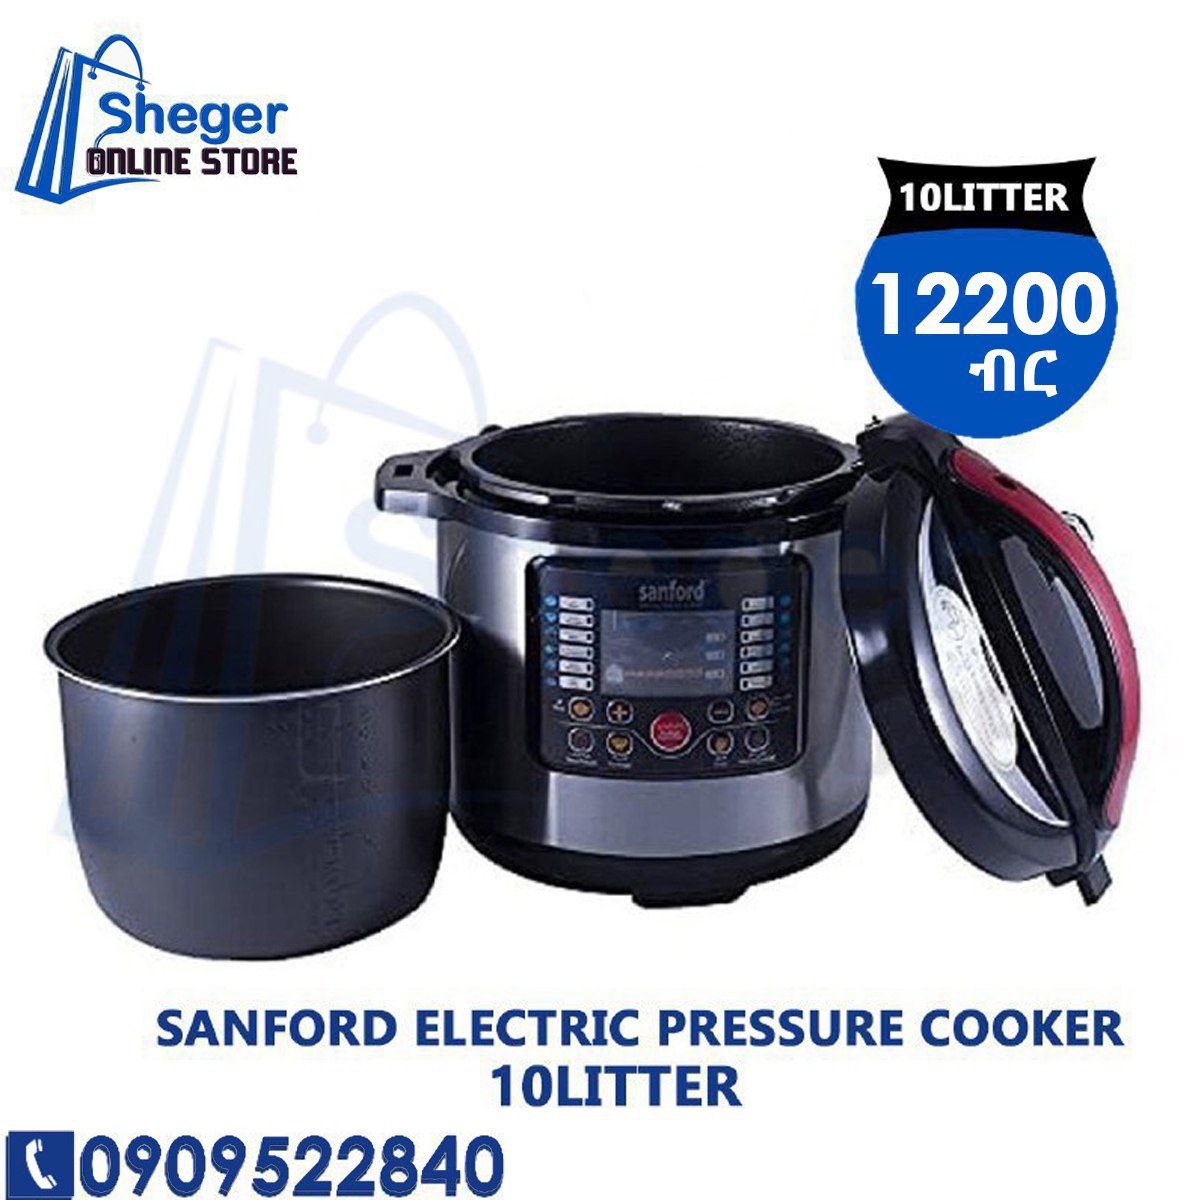 Sheger
ONLINE STORE
10LITTER
12200
ብር
sanford
SANFORD ELECTRIC PRESSURE COOKER
10LITTER
0909522840